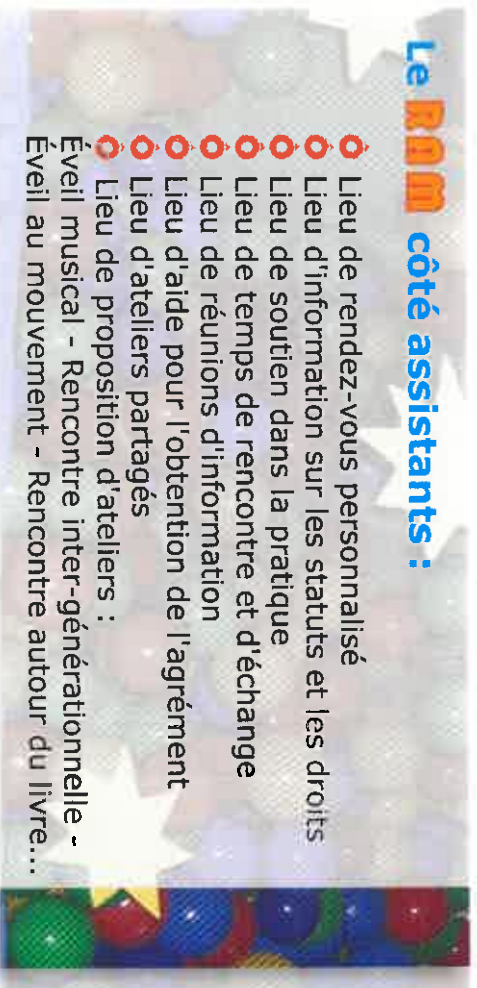 Le RAM côté assistants :
Lieu de rendez-vous personnalisé
Lieu d'information sur les statuts et les droits
Lieu de soutien dans la pratique
Lieu de temps de rencontre et d'échange
Lieu de réunions d'information
Lieu d'aide pour l'obtention de l'agrément
Lieu d'ateliers partagés
Lieu de proposition d'ateliers :
Éveil musical - Rencontre inter-générationnelle -
Éveil au mouvement - Rencontre autour du livre...